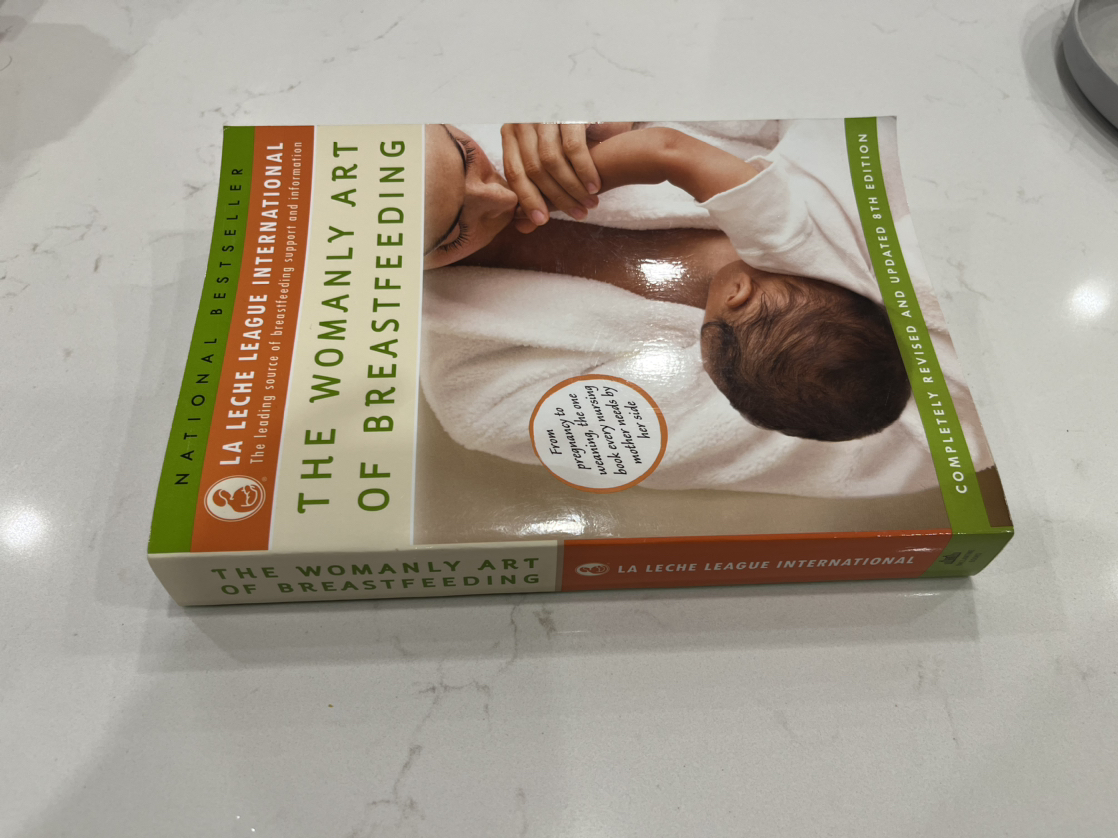 NATIONAL BESTSELLER
LA LECHE LEAGUE INTERNATIONAL
The leading source of breastfeeding support and information
THE WOMANLY ART
OF BREASTFEEDING
From
pregnancy to
weaning, the one
book every nursing
mother needs by
her side
COMPLETELY REVISED AND UPDATED 8TH EDITION
THE WOMANLY ART
OF BREASTFEEDING
LA LECHE LEAGUE INTERNATIONAL